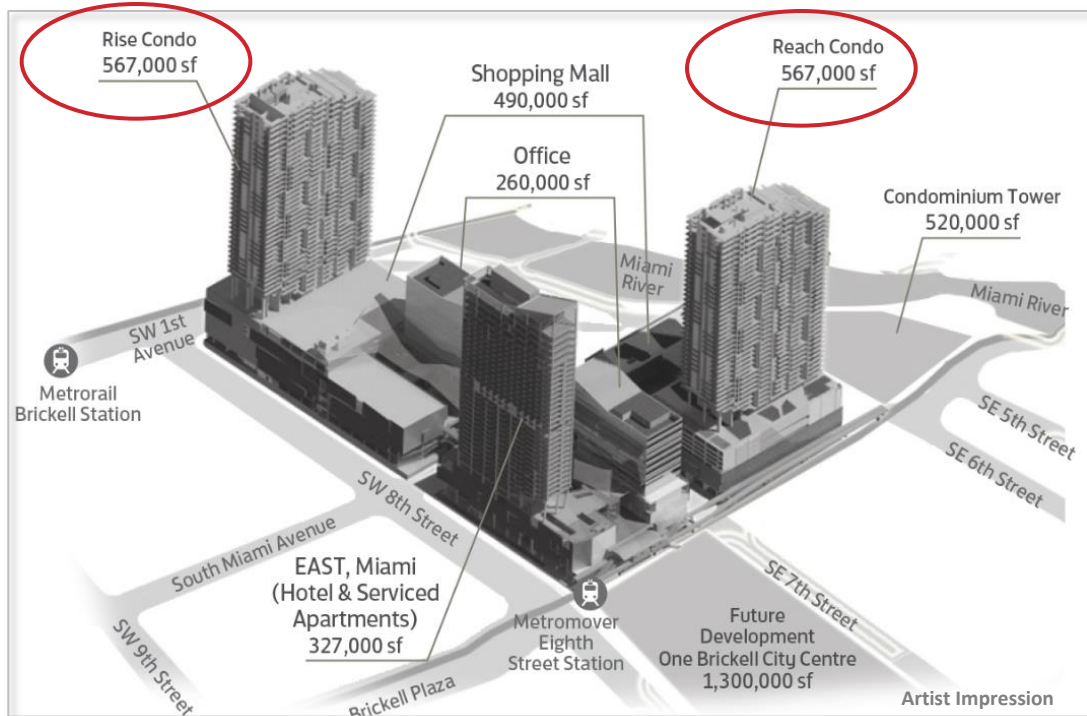 Rise Condo
567,000 sf
Reach Condo
567,000 sf
Shopping Mall
490,000 sf
Office
260,000 sf
Condominium Tower
520,000 sf
Miami
River
Miami River
SW 1st
Avenue
Metrorail
Brickell Station
SE 5th Street
SE 6th Street
SW 8th Street
South Miami Avenue
EAST, Miami
(Hotel & Serviced
Apartments)
327,000 sf
SE 7th Street
Metromover
Eighth
Street Station
Future
Development
One Brickell City Centre
1,300,000 sf
SW 9th Street
Brickell Plaza
Artist Impression